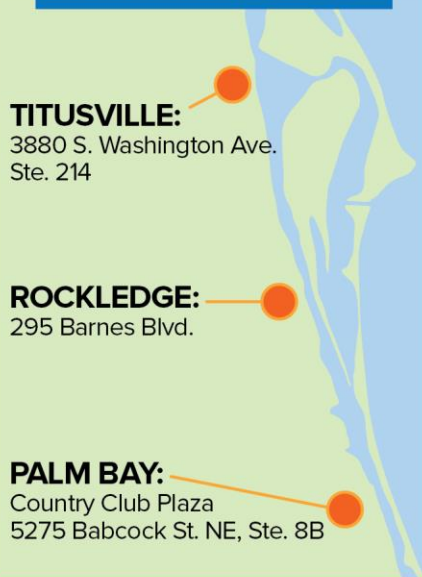 TITUSVILLE:
3880 S. Washington Ave.
Ste. 214
ROCKLEDGE:
295 Barnes Blvd.
PALM BAY:
Country Club Plaza
5275 Babcock St. NE, Ste. 8B